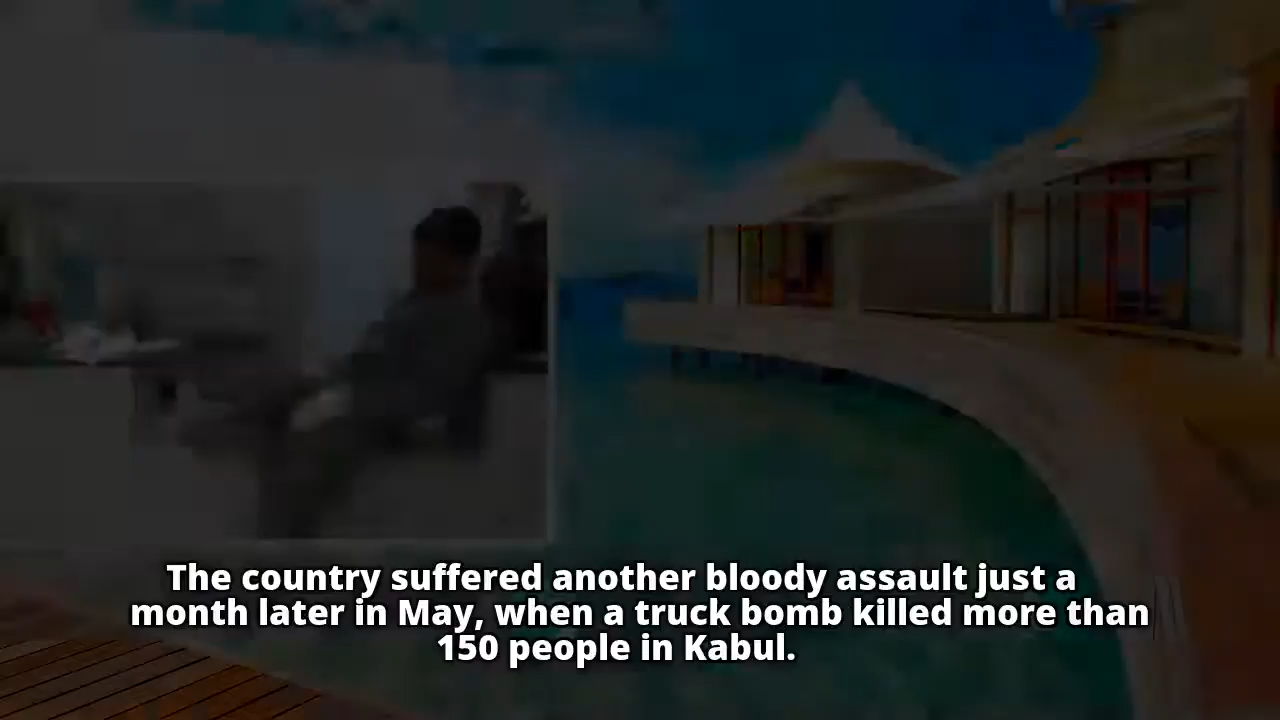 The country suffered another bloody assault just a
month later in May, when a truck bomb killed more than
150 people in Kabul.